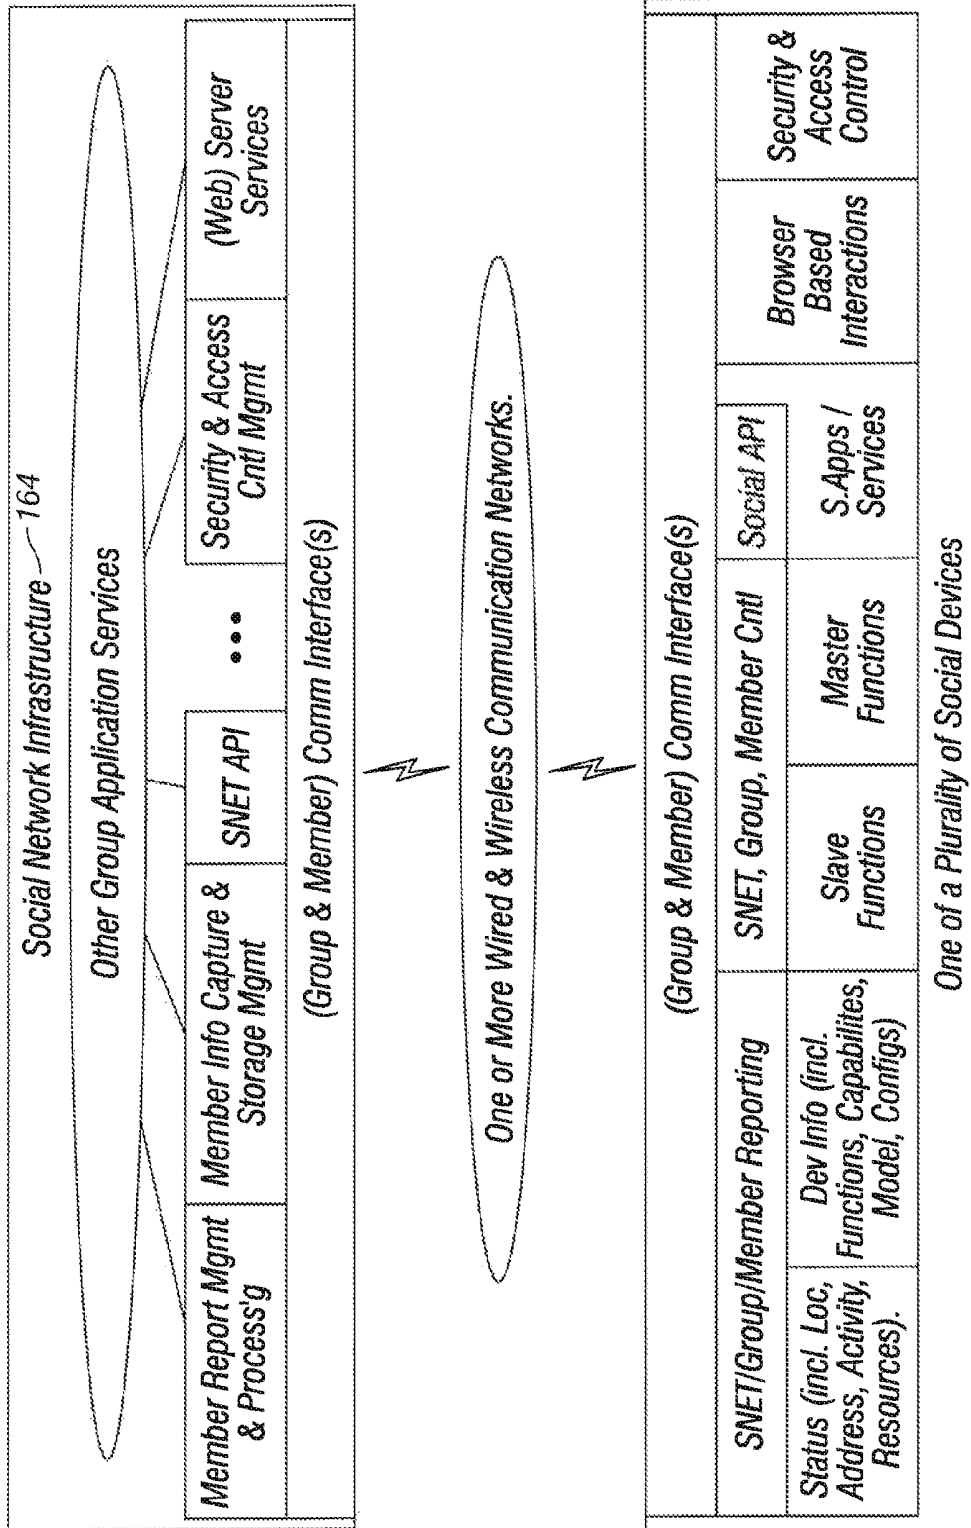 Social Network Infrastructure
164
Other Group Application Services
Member Report Mgmt
& Process'g
Member Info Capture &
Storage Mgmt
SNET API
•••
Security & Access
Cntl Mgmt
(Web) Server
Services
(Group & Member) Comm Interface(s)
One or More Wired & Wireless Communication Networks.
(Group & Member) Comm Interface(s)
SNET/Group/Member Reporting
SNET, Group, Member Cntl
Social API
Status (incl. Loc,
Address, Activity,
Resources).
Dev Info (incl.
Functions, Capabilites,
Model, Configs)
Slave
Functions
Master
Functions
S.Apps /
Services
Browser
Based
Interactions
Security &
Access
Control
One of a Plurality of Social Devices